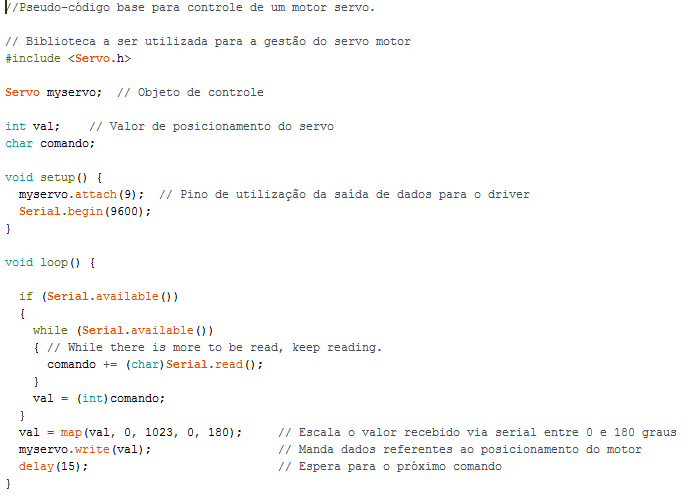 //Pseudo-código base para controle de um motor servo.
// Biblioteca a ser utilizada para a gestão do servo motor
#include <Servo.h>
Servo myservo;  // Objeto de controle
int val;    // Valor de posicionamento do servo
char comando;
void setup() {
  myservo.attach(9);  // Pino de utilização da saída de dados para o driver
  Serial.begin(9600);
}
void loop() {
  if (Serial.available())
  {
    while (Serial.available())
    { // While there is more to be read, keep reading.
      comando += (char)Serial.read();
    }
    val = (int)comando;
  }
  val = map(val, 0, 1023, 0, 180);     // Escala o valor recebido via serial entre 0 e 180 graus
  myservo.write(val);                  // Manda dados referentes ao posicionamento do motor
  delay(15);                           // Espera para o próximo comando
}